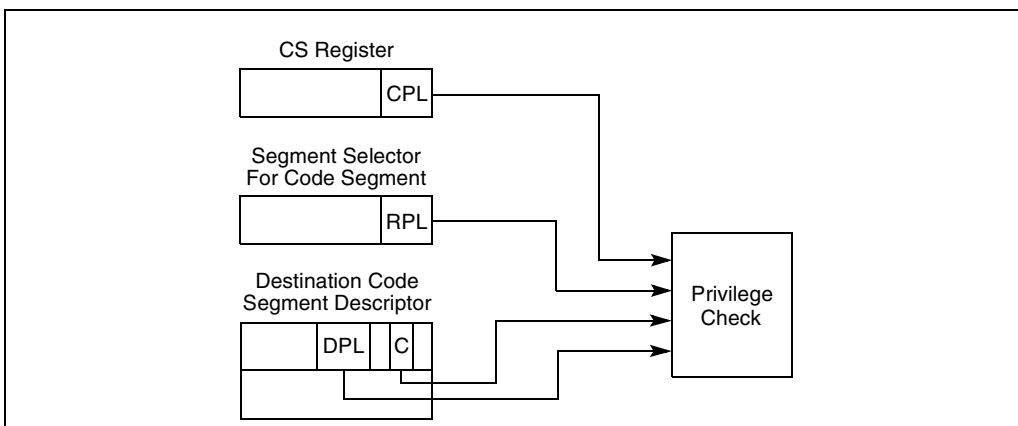 CS Register
CPL
Segment Selector
For Code Segment
RPL
Destination Code
Segment Descriptor
DPL
C
Privilege
Check